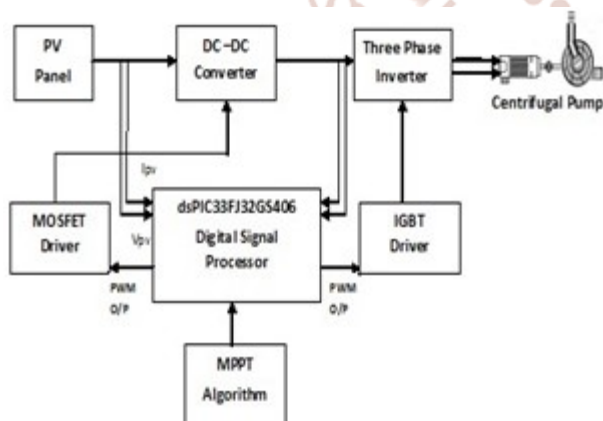 PV
Panel
DC–DC
Converter
Three Phase
Inverter
Centrifugal Pump
Ipv
Vpv
MOSFET
Driver
dsPIC33FJ32GS406
Digital Signal
Processor
IGBT
Driver
PWM
O/P
PWM
O/P
MPPT
Algorithm